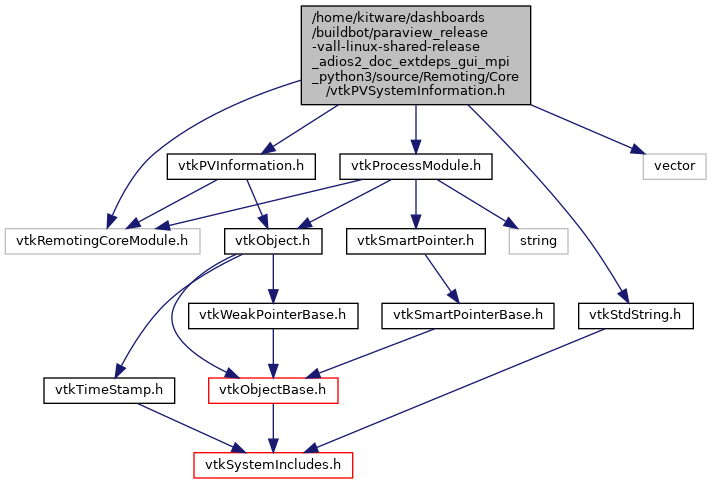 /home/kitware/dashboards
/buildbot/paraview_release
-vall-linux-shared-release
_adios2_doc_extdeps_gui_mpi
_python3/source/Remoting/Core
/vtkPVSystemInformation.h
vtkPVInformation.h
vtkProcessModule.h
vector
vtkRemotingCoreModule.h
vtkObject.h
vtkSmartPointer.h
string
vtkWeakPointerBase.h
vtkSmartPointerBase.h
vtkStdString.h
vtkTimeStamp.h
vtkObjectBase.h
vtkSystemIncludes.h